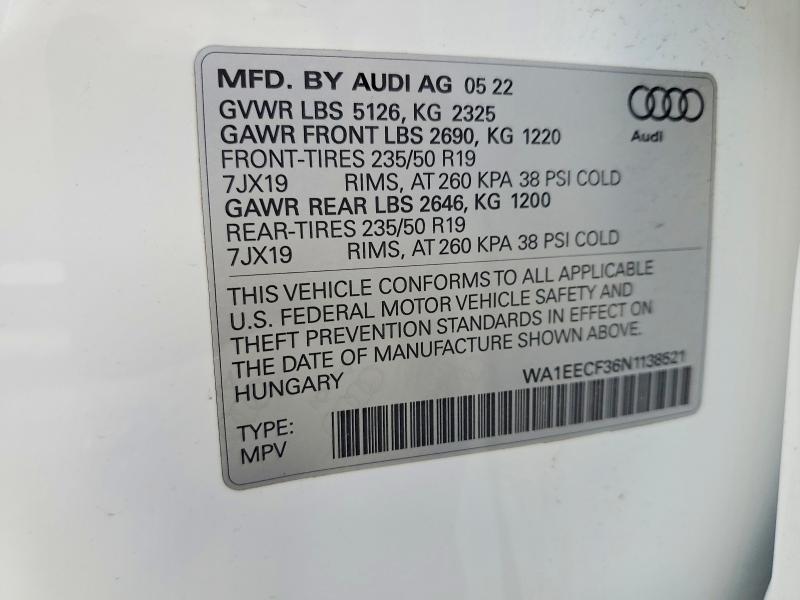 MFD. BY AUDI AG 05 22
GVWR LBS 5126, KG 2325
GAWR FRONT LBS 2690, KG 1220
FRONT-TIRES 235/50 R19
7JX19 RIMS, AT 260 KPA 38 PSI COLD
GAWR REAR LBS 2646, KG 1200
REAR-TIRES 235/50 R19
7JX19 RIMS, AT 260 KPA 38 PSI COLD
Audi
THIS VEHICLE CONFORMS TO ALL APPLICABLE
U.S. FEDERAL MOTOR VEHICLE SAFETY AND
THEFT PREVENTION STANDARDS IN EFFECT ON
THE DATE OF MANUFACTURE SHOWN ABOVE.
HUNGARY
WA1EECF36N1138521
TYPE:
MPV